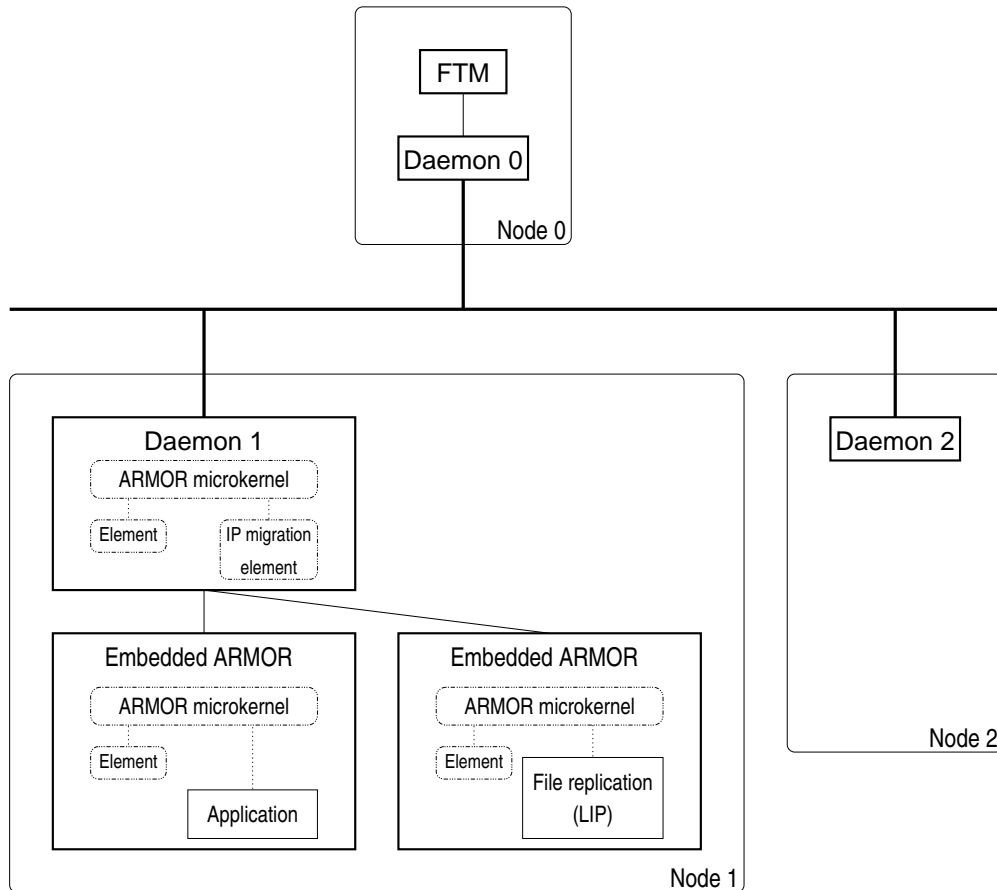 FTM
Daemon 0
Node 0
Daemon 1
ARMOR microkernel
Element
IP migration
element
Daemon 2
Embedded ARMOR
ARMOR microkernel
Element
Application
Embedded ARMOR
ARMOR microkernel
Element
File replication
(LIP)
Node 2
Node 1